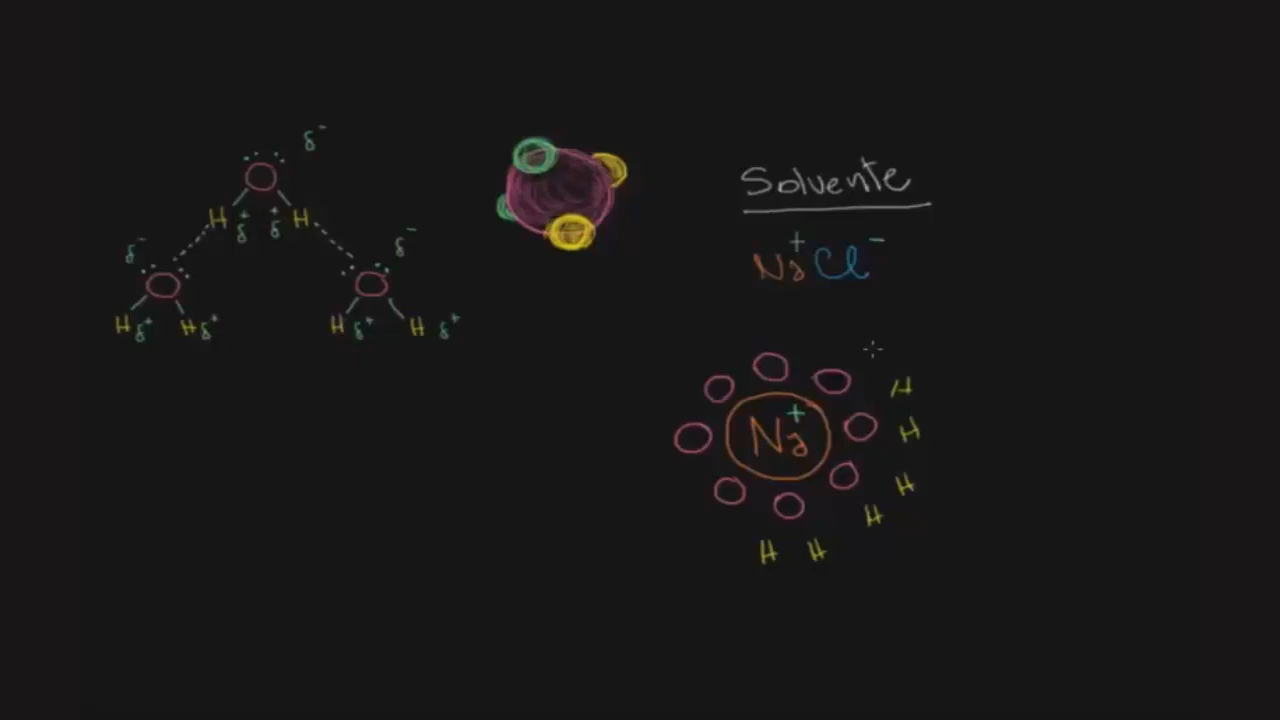 δ-
O
H δ+ δ+ H
δ- δ-
O O
H δ+ H δ+ H δ+ H δ+
Solvente
Na+Cl-
O O O H
O Na+ O H
O O O H
H
H H